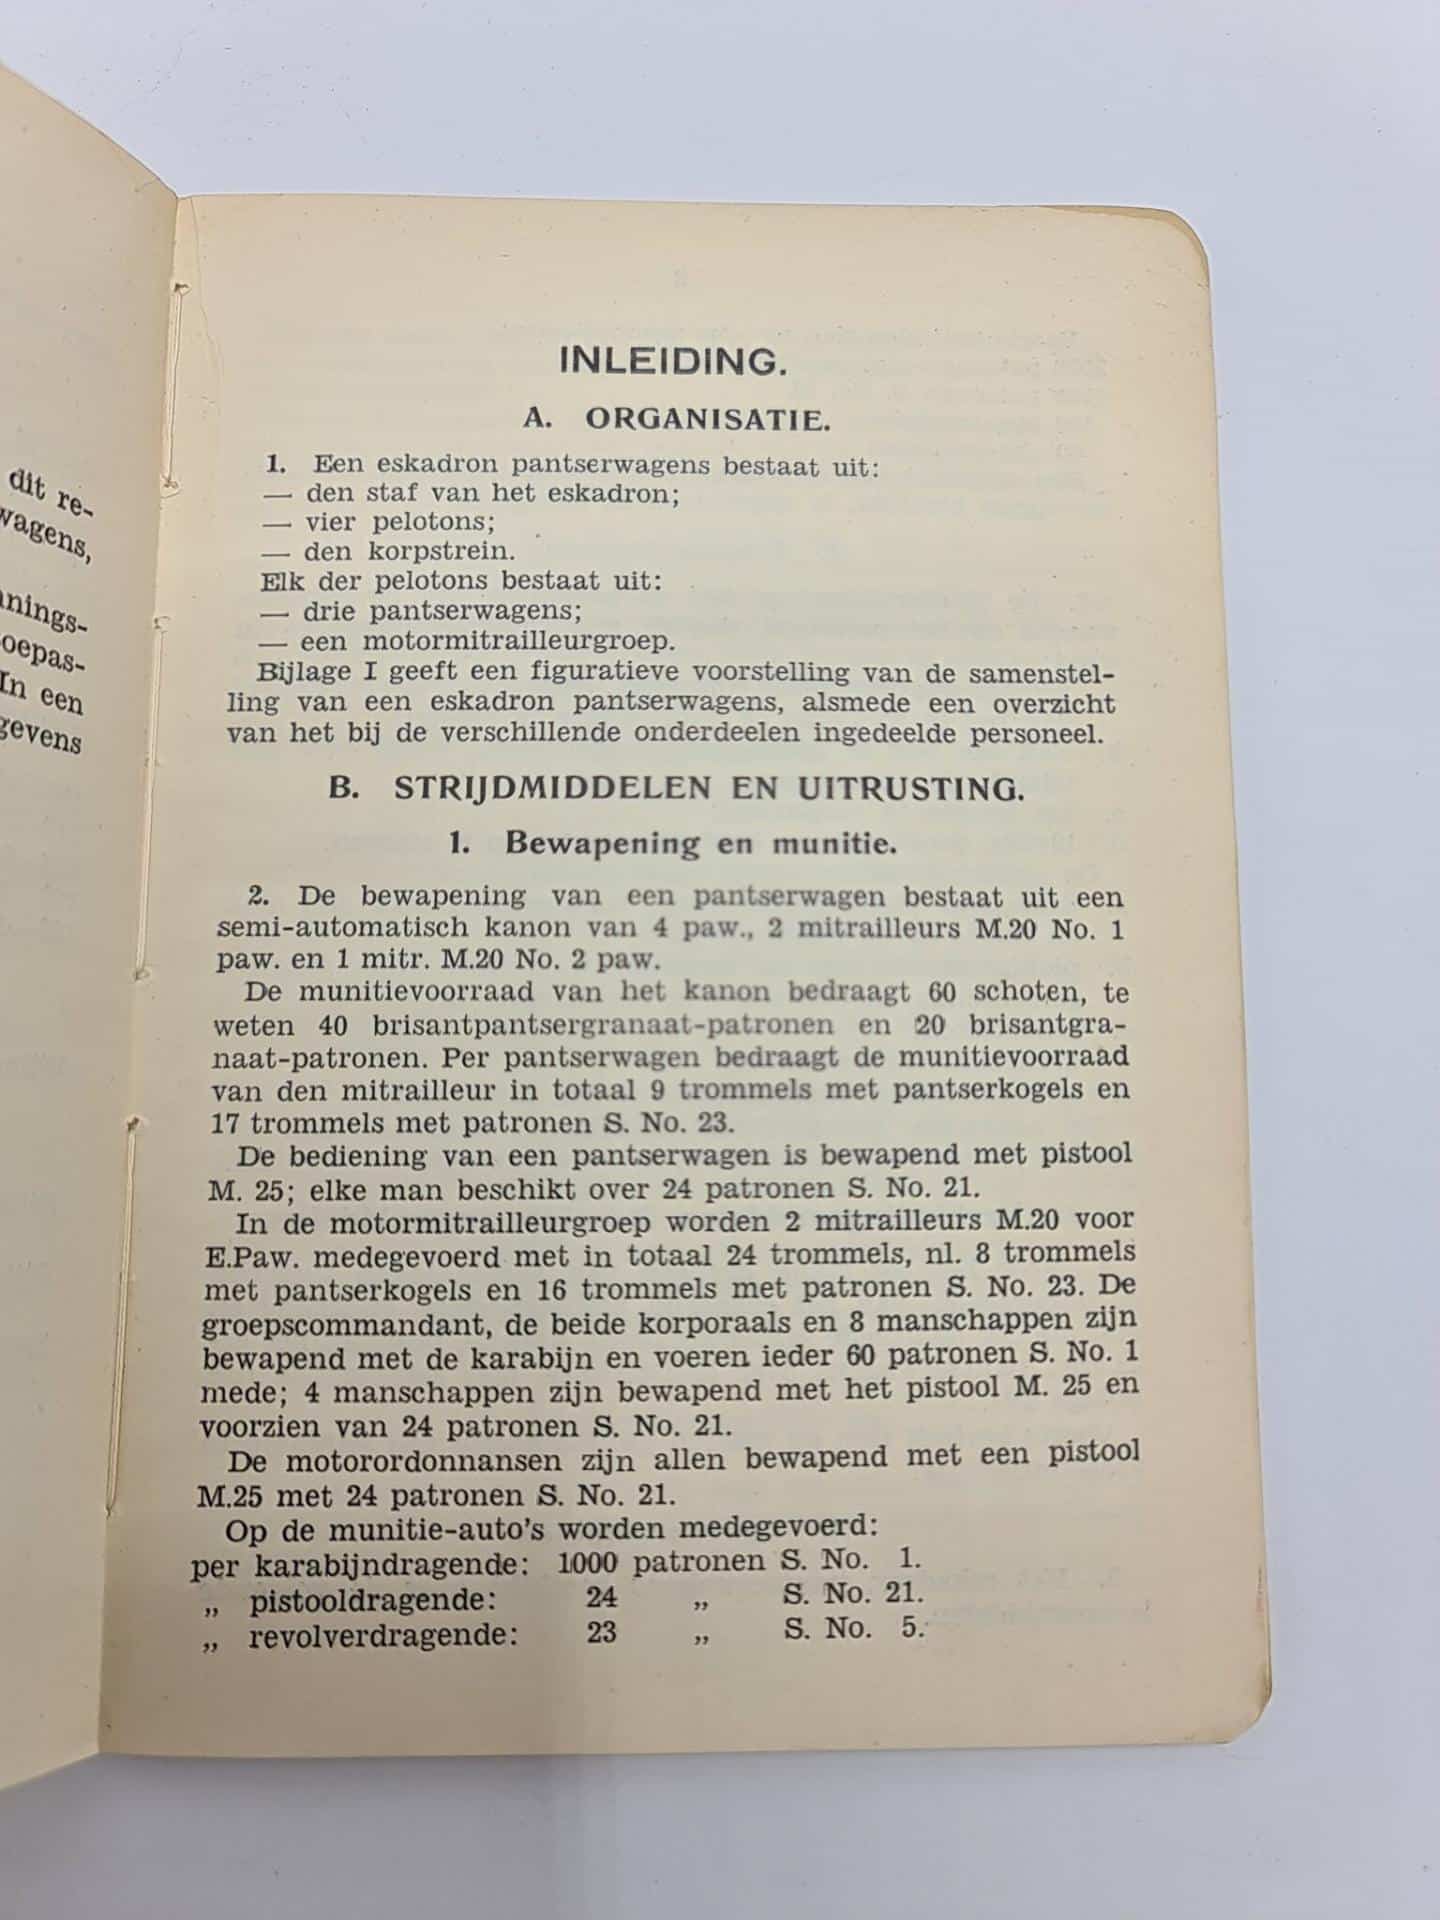 dit re-
wagens,
nings-
oepas-
In een
gevens
INLEIDING.
A. ORGANISATIE.
1. Een eskadron pantserwagens bestaat uit:
— den staf van het eskadron;
— vier pelotons;
— den korpstrein.
Elk der pelotons bestaat uit:
— drie pantserwagens;
— een motormitrailleurgroep.
Bijlage I geeft een figuratieve voorstelling van de samenstel-
ling van een eskadron pantserwagens, alsmede een overzicht
van het bij de verschillende onderdeelen ingedeelde personeel.
B. STRIJDMIDDELEN EN UITRUSTING.
1. Bewapening en munitie.
2. De bewapening van een pantserwagen bestaat uit een
semi-automatisch kanon van 4 paw., 2 mitrailleurs M.20 No. 1
paw. en 1 mitr. M.20 No. 2 paw.
De munitievoorraad van het kanon bedraagt 60 schoten, te
weten 40 brisantpantsergranaat-patronen en 20 brisantgra-
naat-patronen. Per pantserwagen bedraagt de munitievoorraad
van den mitrailleur in totaal 9 trommels met pantserkogels en
17 trommels met patronen S. No. 23.
De bediening van een pantserwagen is bewapend met pistool
M. 25; elke man beschikt over 24 patronen S. No. 21.
In de motormitrailleurgroep worden 2 mitrailleurs M.20 voor
E.Paw. medegevoerd met in totaal 24 trommels, nl. 8 trommels
met pantserkogels en 16 trommels met patronen S. No. 23. De
groepscommandant, de beide korporaals en 8 manschappen zijn
bewapend met de karabijn en voeren ieder 60 patronen S. No. 1
mede; 4 manschappen zijn bewapend met het pistool M. 25 en
voorzien van 24 patronen S. No. 21.
De motorordonnansen zijn allen bewapend met een pistool
M.25 met 24 patronen S. No. 21.
Op de munitie-auto's worden medegevoerd:
per karabijndragende: 1000 patronen S. No. 1.
„ pistooldragende: 24 „ S. No. 21.
„ revolverdragende: 23 „ S. No. 5.